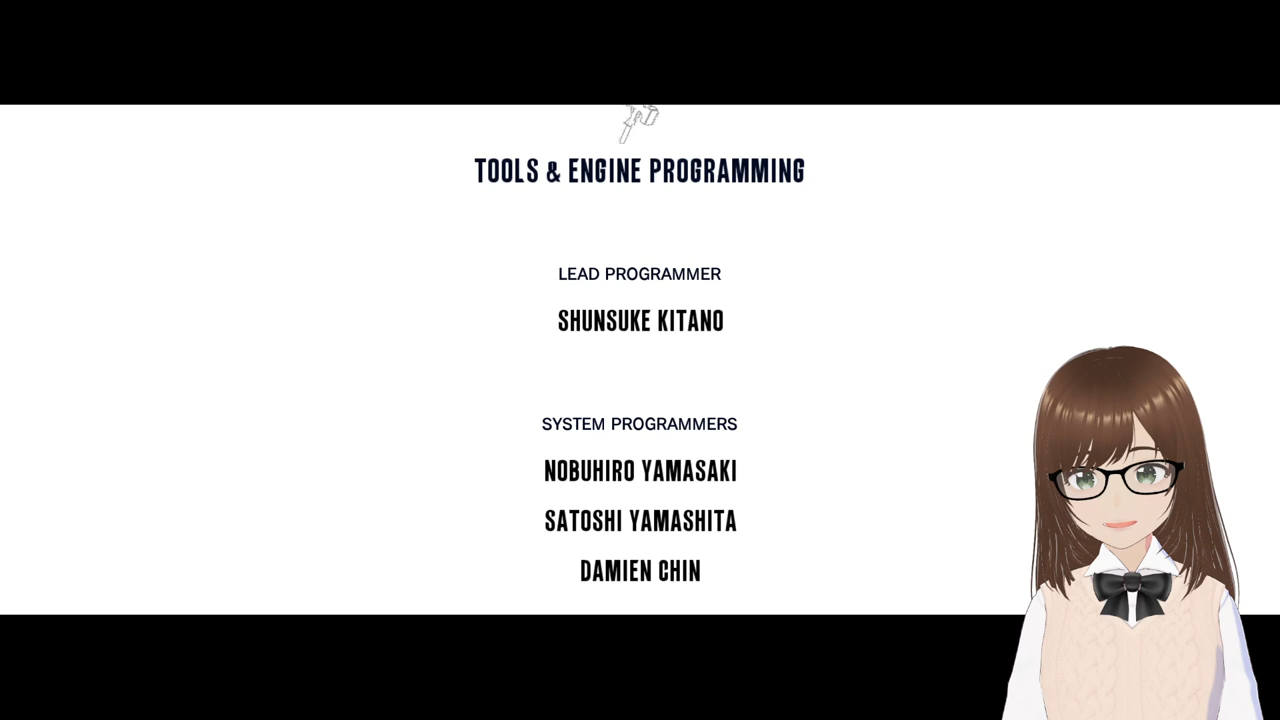 TOOLS & ENGINE PROGRAMMING
LEAD PROGRAMMER
SHUNSUKE KITANO
SYSTEM PROGRAMMERS
NOBUHIRO YAMASAKI
SATOSHI YAMASHITA
DAMIEN CHIN